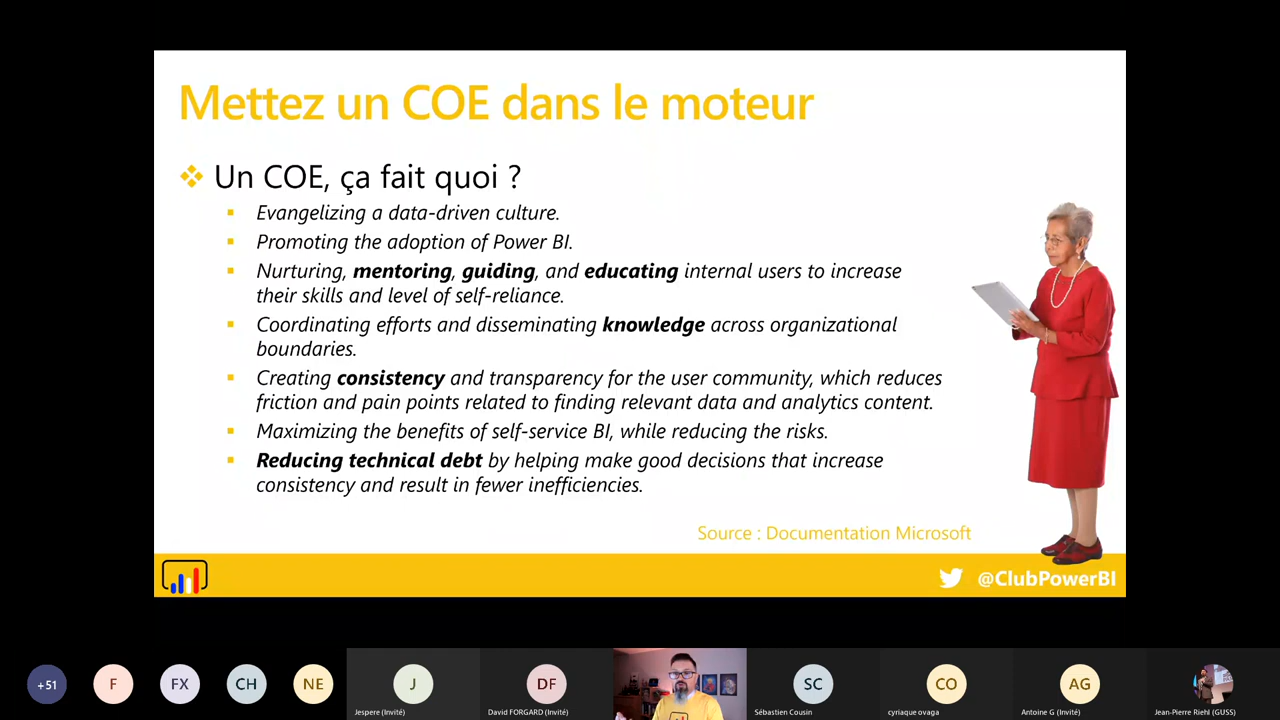 Mettez un COE dans le moteur
Un COE, ça fait quoi ?
Evangelizing a data-driven culture.
Promoting the adoption of Power BI.
Nurturing, mentoring, guiding, and educating internal users to increase
their skills and level of self-reliance.
Coordinating efforts and disseminating knowledge across organizational
boundaries.
Creating consistency and transparency for the user community, which reduces
friction and pain points related to finding relevant data and analytics content.
Maximizing the benefits of self-service BI, while reducing the risks.
Reducing technical debt by helping make good decisions that increase
consistency and result in fewer inefficiencies.
Source : Documentation Microsoft
@ClubPowerBI
+51
F
FX
CH
NE
J
DF
SC
CO
AG
Jespere (Invité)
David FORGARD (Invité)
Sébastien Cousin
cyriaque ovaga
Antoine G (Invité)
Jean-Pierre Riehl (GUSS)